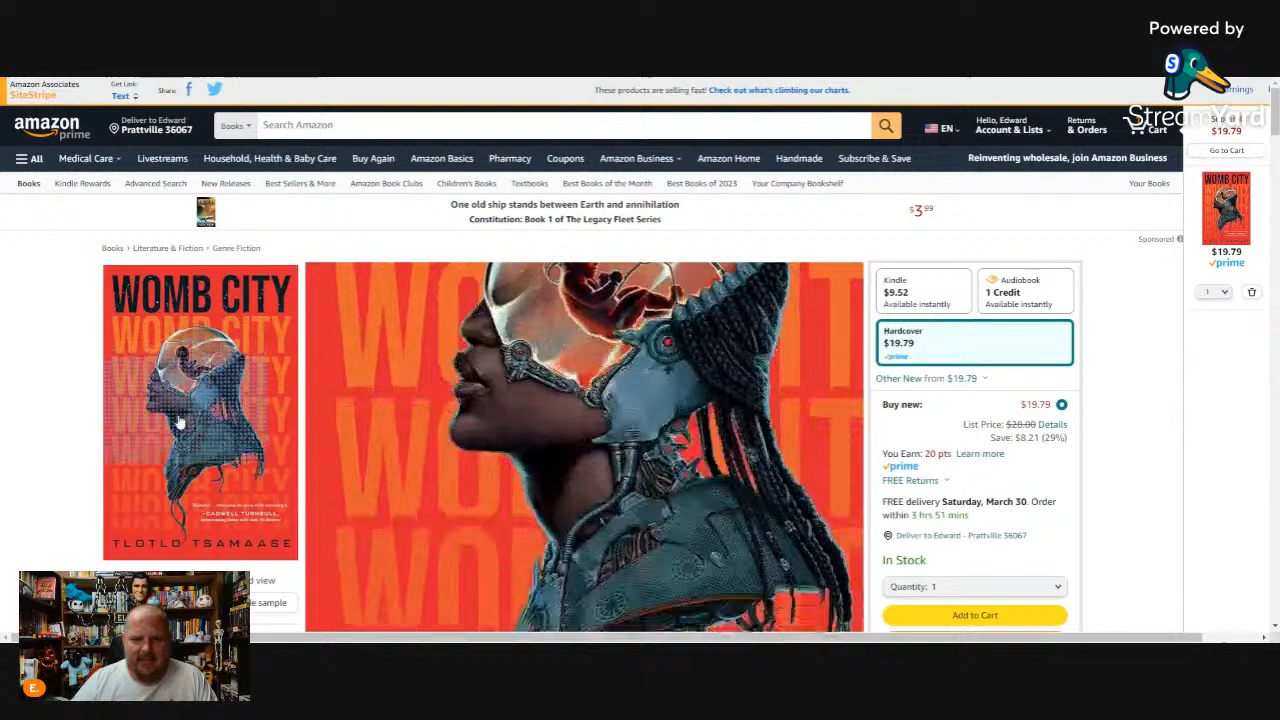 Powered by
StreamYard
Amazon Associates
SiteStripe
Get Link:
Text
Share:
These products are selling fast! Check out what's climbing our charts.
amazon
prime
Deliver to Edward
Prattville 36067
Books
Search Amazon
EN
Hello, Edward
Account & Lists
Returns
& Orders
Cart
$19.79
Go to Cart
All
Medical Care
Livestreams
Household, Health & Baby Care
Buy Again
Amazon Basics
Pharmacy
Coupons
Amazon Business
Amazon Home
Handmade
Subscribe & Save
Reinventing wholesale, join Amazon Business
Books
Kindle Rewards
Advanced Search
New Releases
Best Sellers & More
Amazon Book Clubs
Children's Books
Textbooks
Best Books of the Month
Best Books of 2023
Your Company Bookshelf
Your Books
One old ship stands between Earth and annihilation
Constitution: Book 1 of The Legacy Fleet Series
$3 99
Sponsored
WOMB CITY
$19.79
prime
1
Books › Literature & Fiction › Genre Fiction
WOMB CITY
WOMB CITY
CADWELL TURNBULL
TLOTLO TSAMAASE
Kindle
$9.52
Available instantly
Audiobook
1 Credit
Available instantly
Hardcover
$19.79
prime
Other New from $19.79
Buy new:
$19.79
List Price: $28.00 Details
Save: $8.21 (29%)
You Earn: 20 pts Learn more
prime
FREE Returns
FREE delivery Saturday, March 30. Order
within 3 hrs 51 mins
Deliver to Edward - Prattville 36067
In Stock
Quantity: 1
Add to Cart
view
sample
E.